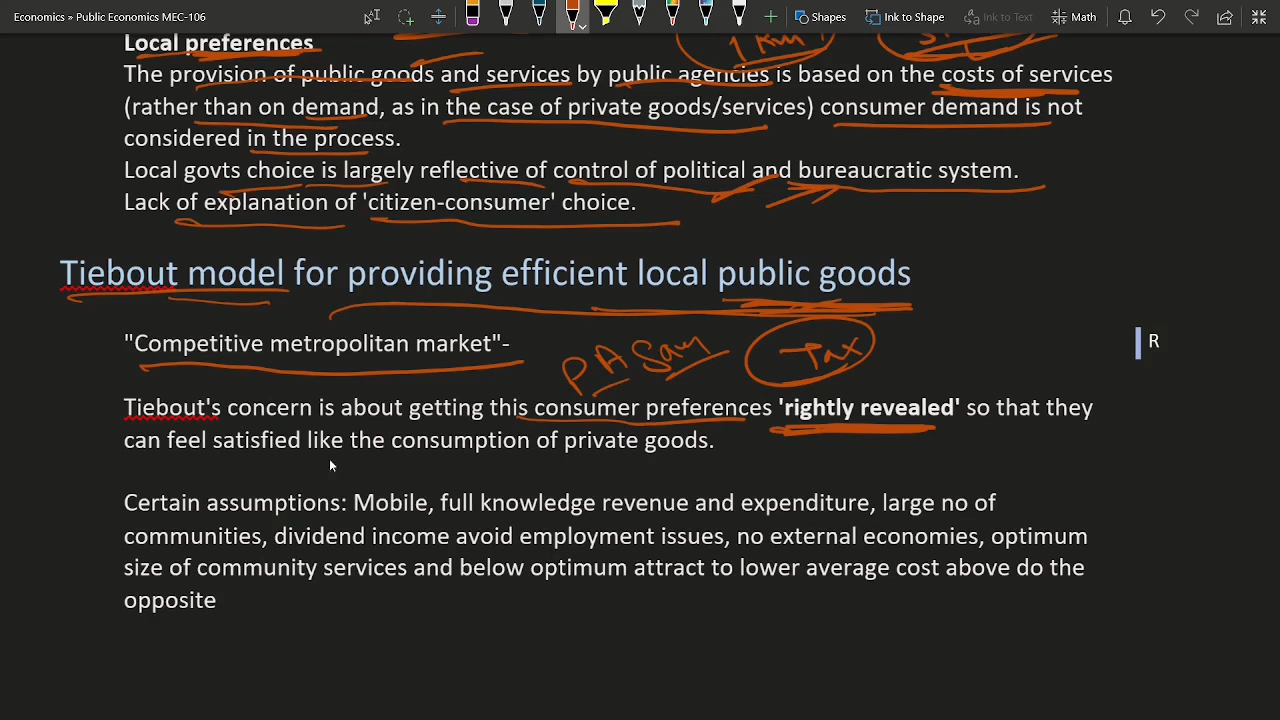 Economics » Public Economics MEC-106
Shapes
Ink to Shape
Ink to Text
Math
Local preferences
1 Km
The provision of public goods and services by public agencies is based on the costs of services
(rather than on demand, as in the case of private goods/services) consumer demand is not
considered in the process.
Local govts choice is largely reflective of control of political and bureaucratic system.
Lack of explanation of 'citizen-consumer' choice.
Tiebout model for providing efficient local public goods
"Competitive metropolitan market"-
R
PA Sam
Tax
Tiebout's concern is about getting this consumer preferences 'rightly revealed' so that they
can feel satisfied like the consumption of private goods.
Certain assumptions: Mobile, full knowledge revenue and expenditure, large no of
communities, dividend income avoid employment issues, no external economies, optimum
size of community services and below optimum attract to lower average cost above do the
opposite